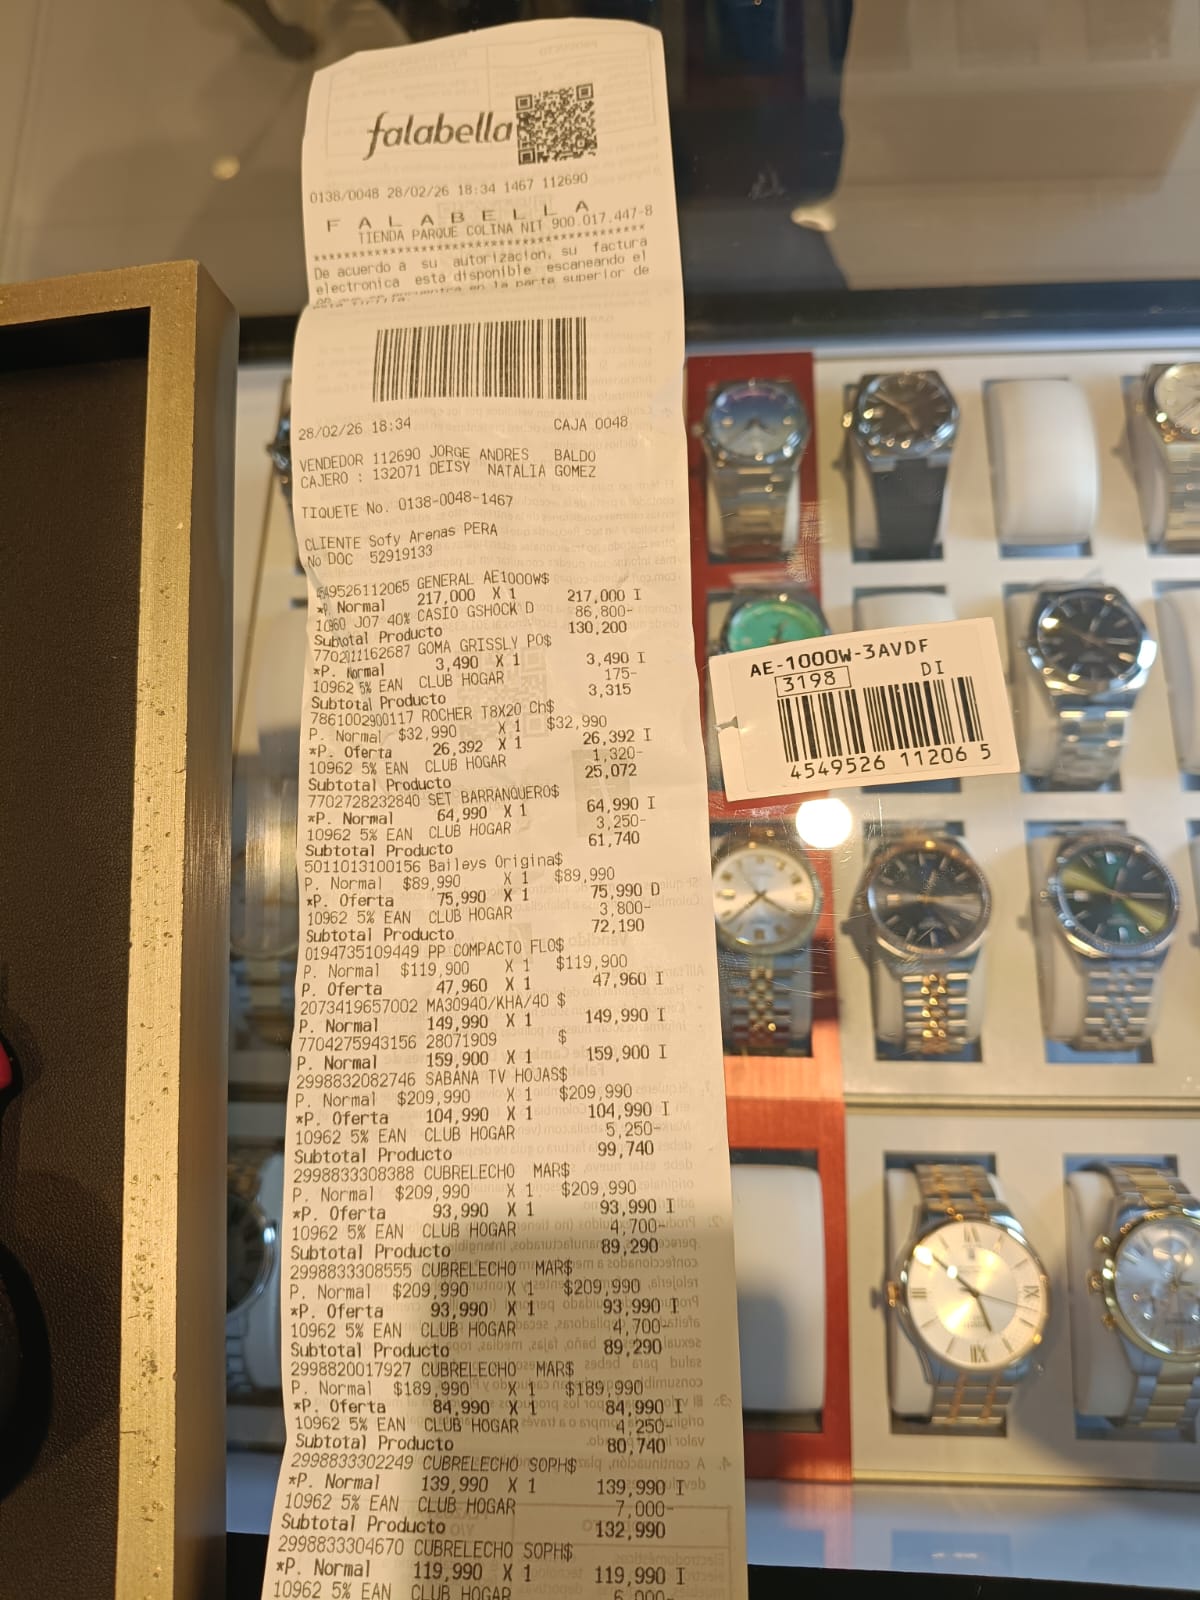 falabella
0138/0048 28/02/26 18:34 1467 112690
F A L A B E L L A
TIENDA PARQUE COLINA NIT 900.017.447-8
****************************************
De acuerdo a su autorizacion, su factura
electronica esta disponible escaneando el
en la parte superior de
28/02/26 18:34 CAJA 0048
VENDEDOR 112690 JORGE ANDRES BALDO
CAJERO : 132071 DEISY NATALIA GOMEZ
TIQUETE No. 0138-0048-1467
CLIENTE Sofy Arenas PERA
No DOC 52919133
GENERAL AE1000W$
*P. Normal 217,000 X 1 217,000 I
10960 J07 40% CASIO GSHOCK D 86,800-
Subtotal Producto 130,200
7702111162687 GOMA GRISSLY PO$
*P. Normal 3,490 X 1 3,490 I
10962 5% EAN CLUB HOGAR 175-
Subtotal Producto 3,315
7861002900117 ROCHER T8X20 Ch$
P. Normal $32,990 X 1 $32,990
*P. Oferta 26,392 X 1 26,392 I
10962 5% EAN CLUB HOGAR 1,320-
Subtotal Producto 25,072
7702728232840 SET BARRANQUERO$
*P. Normal 64,990 X 1 64,990 I
10962 5% EAN CLUB HOGAR 3,250-
Subtotal Producto 61,740
5011013100156 Baileys Origina$
P. Normal $89,990 X 1 $89,990
*P. Oferta 75,990 X 1 75,990 D
10962 5% EAN CLUB HOGAR 3,800-
Subtotal Producto 72,190
0194735109449 PP COMPACTO FLO$
P. Normal $119,900 X 1 $119,900
P. Oferta 47,960 X 1 47,960 I
2073419657002 MA30940/KHA/40 $
P. Normal 149,990 X 1 149,990 I
7704275943156 28071909 $
P. Normal 159,900 X 1 159,900 I
2998832082746 SABANA TV HOJAS$
P. Normal $209,990 X 1 $209,990
*P. Oferta 104,990 X 1 104,990 I
10962 5% EAN CLUB HOGAR 5,250-
Subtotal Producto 99,740
2998833308388 CUBRELECHO MAR$
P. Normal $209,990 X 1 $209,990
*P. Oferta 93,990 X 1 93,990 I
10962 5% EAN CLUB HOGAR 4,700-
Subtotal Producto 89,290
2998833308555 CUBRELECHO MAR$
P. Normal $209,990 X 1 $209,990
*P. Oferta 93,990 X 1 93,990 I
10962 5% EAN CLUB HOGAR 4,700-
Subtotal Producto 89,290
2998820017927 CUBRELECHO MAR$
P. Normal $189,990 X 1 $189,990
*P. Oferta 84,990 X 1 84,990 I
10962 5% EAN CLUB HOGAR 4,250-
Subtotal Producto 80,740
2998833302249 CUBRELECHO SOPH$
*P. Normal 139,990 X 1 139,990 I
10962 5% EAN CLUB HOGAR 7,000-
Subtotal Producto 132,990
2998833304670 CUBRELECHO SOPH$
*P. Normal 119,990 X 1 119,990 I
10962 5% EAN CLUB HOGAR 6,000-
AE-1000W-3AVDF
3198 DI
4549526 11206 5